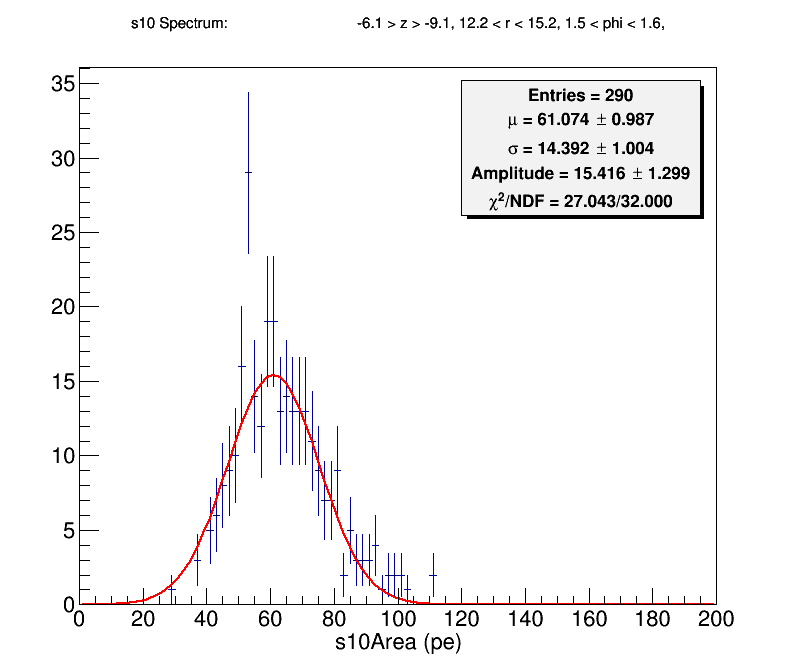 s10 Spectrum: -6.1 > z > -9.1, 12.2 < r < 15.2, 1.5 < phi < 1.6,
Entries = 290
μ = 61.074 ± 0.987
σ = 14.392 ± 1.004
Amplitude = 15.416 ± 1.299
χ²/NDF = 27.043/32.000
35
30
25
20
15
10
5
0
0 20 40 60 80 100 120 140 160 180 200
s10Area (pe)